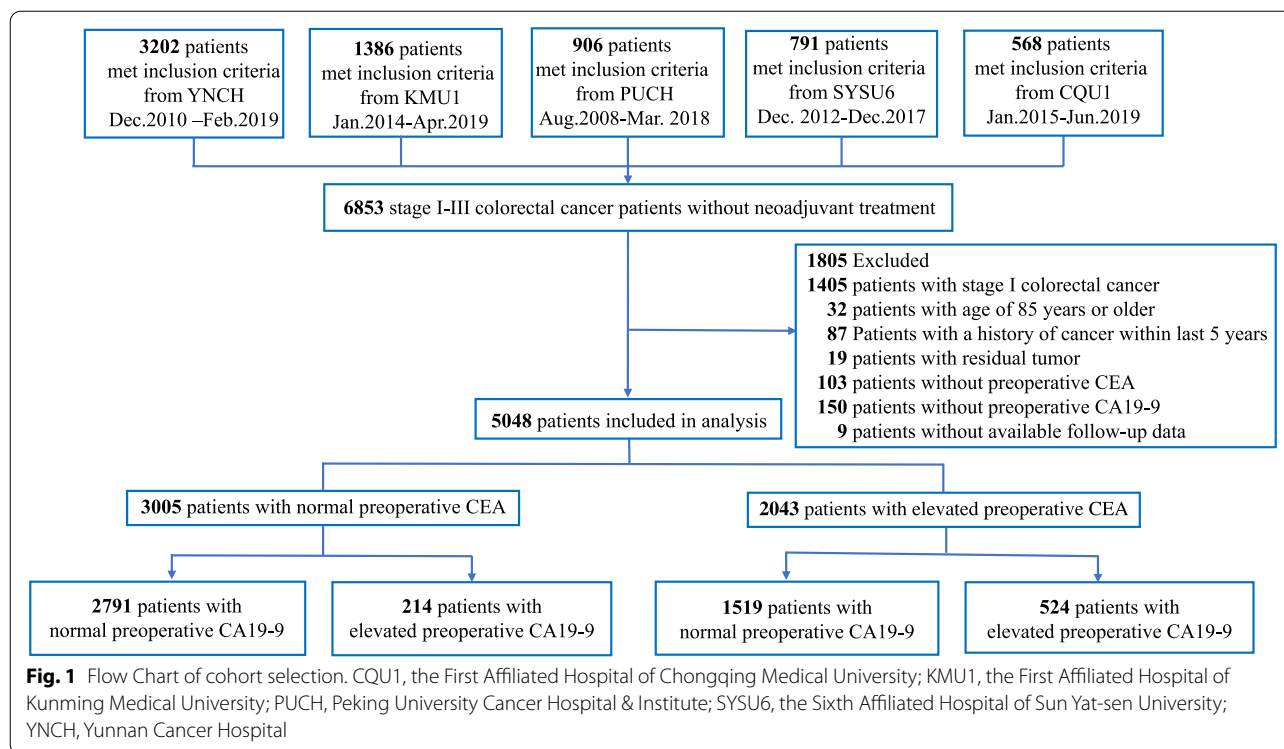 3202 patients
met inclusion criteria
from YNCH
Dec.2010 –Feb.2019
1386 patients
met inclusion criteria
from KMU1
Jan.2014-Apr.2019
906 patients
met inclusion criteria
from PUCH
Aug.2008-Mar. 2018
791 patients
met inclusion criteria
from SYSU6
Dec. 2012-Dec.2017
568 patients
met inclusion criteria
from CQU1
Jan.2015-Jun.2019
6853 stage I-III colorectal cancer patients without neoadjuvant treatment
1805 Excluded
1405 patients with stage I colorectal cancer
32 patients with age of 85 years or older
87 Patients with a history of cancer within last 5 years
19 patients with residual tumor
103 patients without preoperative CEA
150 patients without preoperative CA19-9
9 patients without available follow-up data
5048 patients included in analysis
3005 patients with normal preoperative CEA
2043 patients with elevated preoperative CEA
2791 patients with
normal preoperative CA19-9
214 patients with
elevated preoperative CA19-9
1519 patients with
normal preoperative CA19-9
524 patients with
elevated preoperative CA19-9
Fig. 1 Flow Chart of cohort selection. CQU1, the First Affiliated Hospital of Chongqing Medical University; KMU1, the First Affiliated Hospital of
Kunming Medical University; PUCH, Peking University Cancer Hospital & Institute; SYSU6, the Sixth Affiliated Hospital of Sun Yat-sen University;
YNCH, Yunnan Cancer Hospital